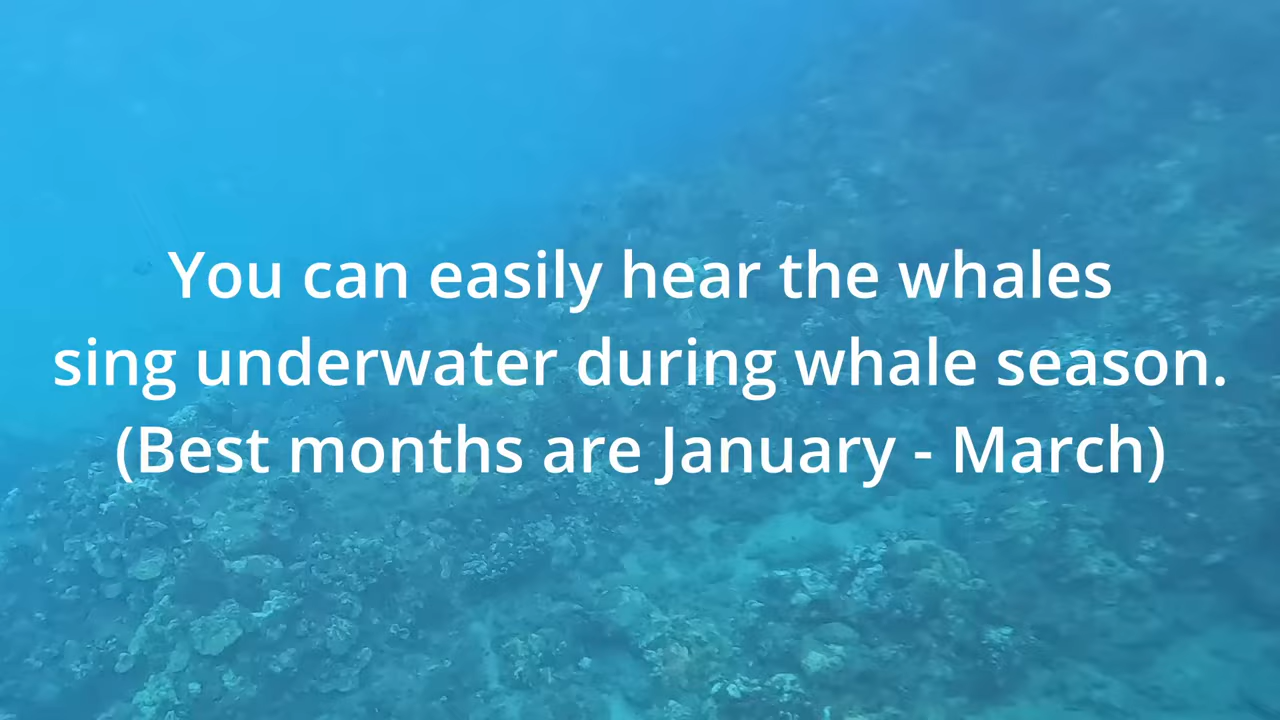 You can easily hear the whales
sing underwater during whale season.
(Best months are January - March)